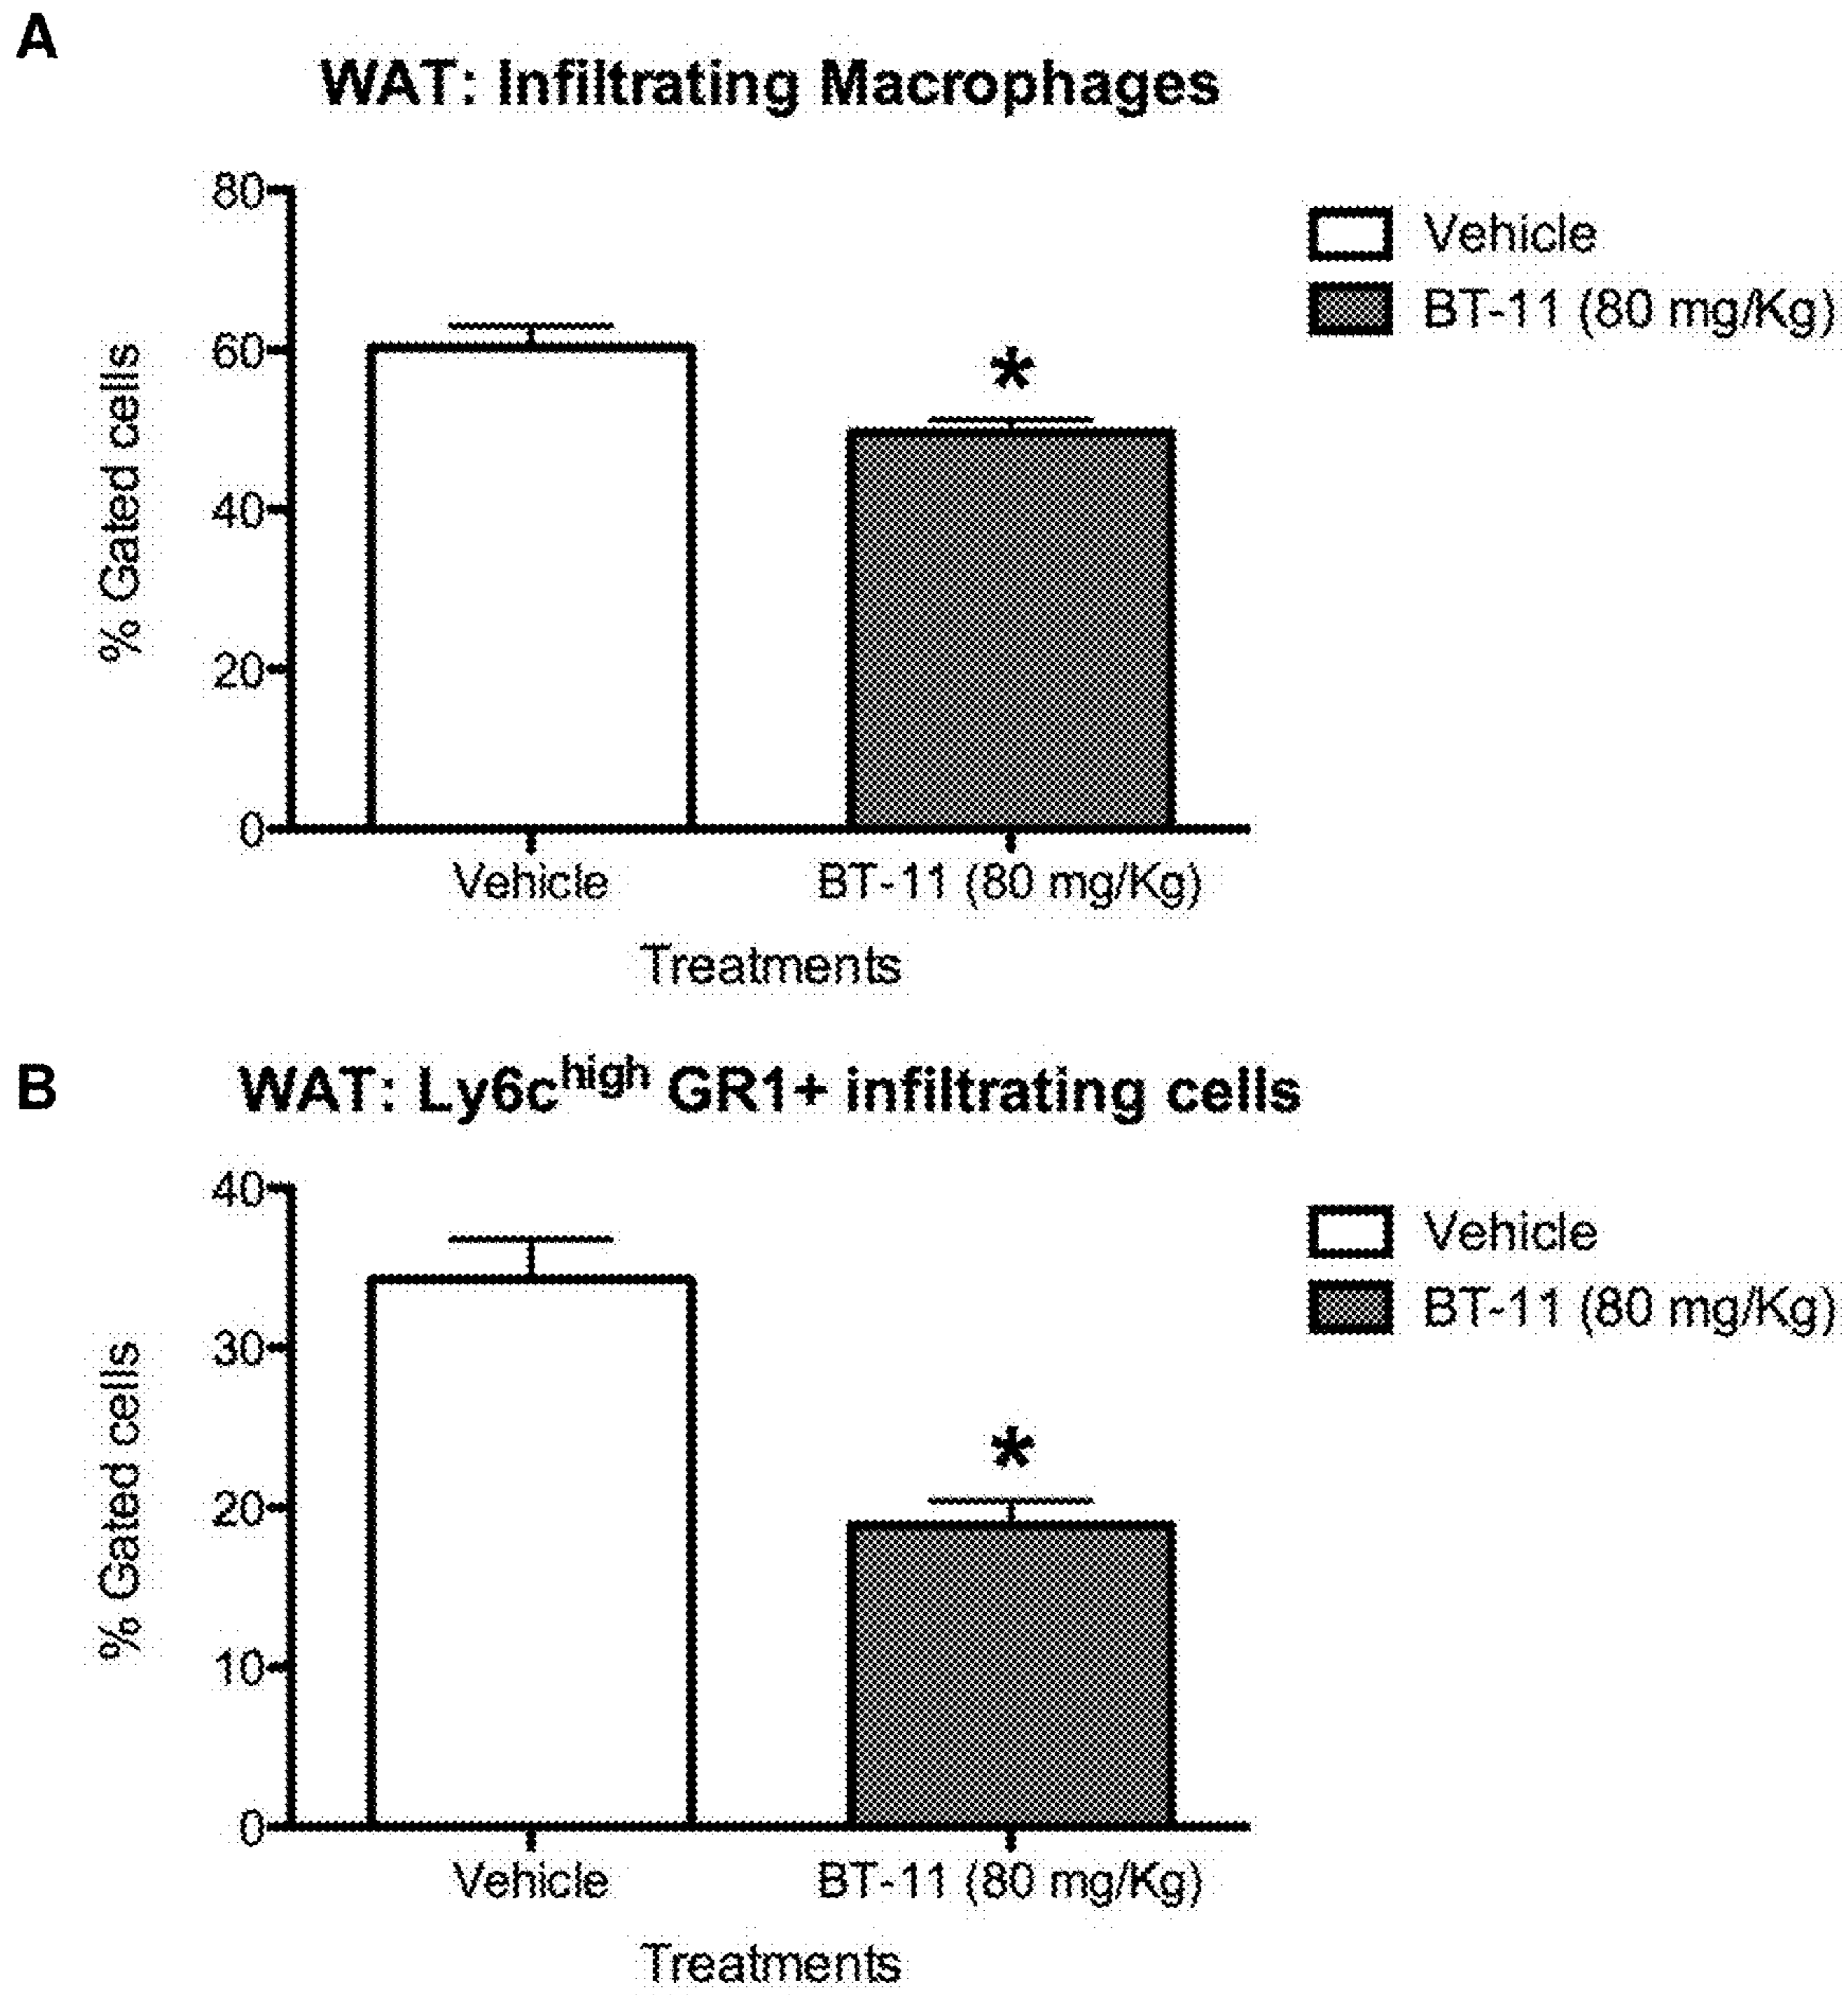 A
WAT: Infiltrating Macrophages
80
60
40
20
0
% Gated cells
*
Vehicle
BT-11 (80 mg/Kg)
Vehicle
BT-11 (80 mg/Kg)
Treatments
B
WAT: Ly6chigh GR1+ infiltrating cells
40
30
20
10
0
% Gated cells
*
Vehicle
BT-11 (80 mg/Kg)
Vehicle
BT-11 (80 mg/Kg)
Treatments